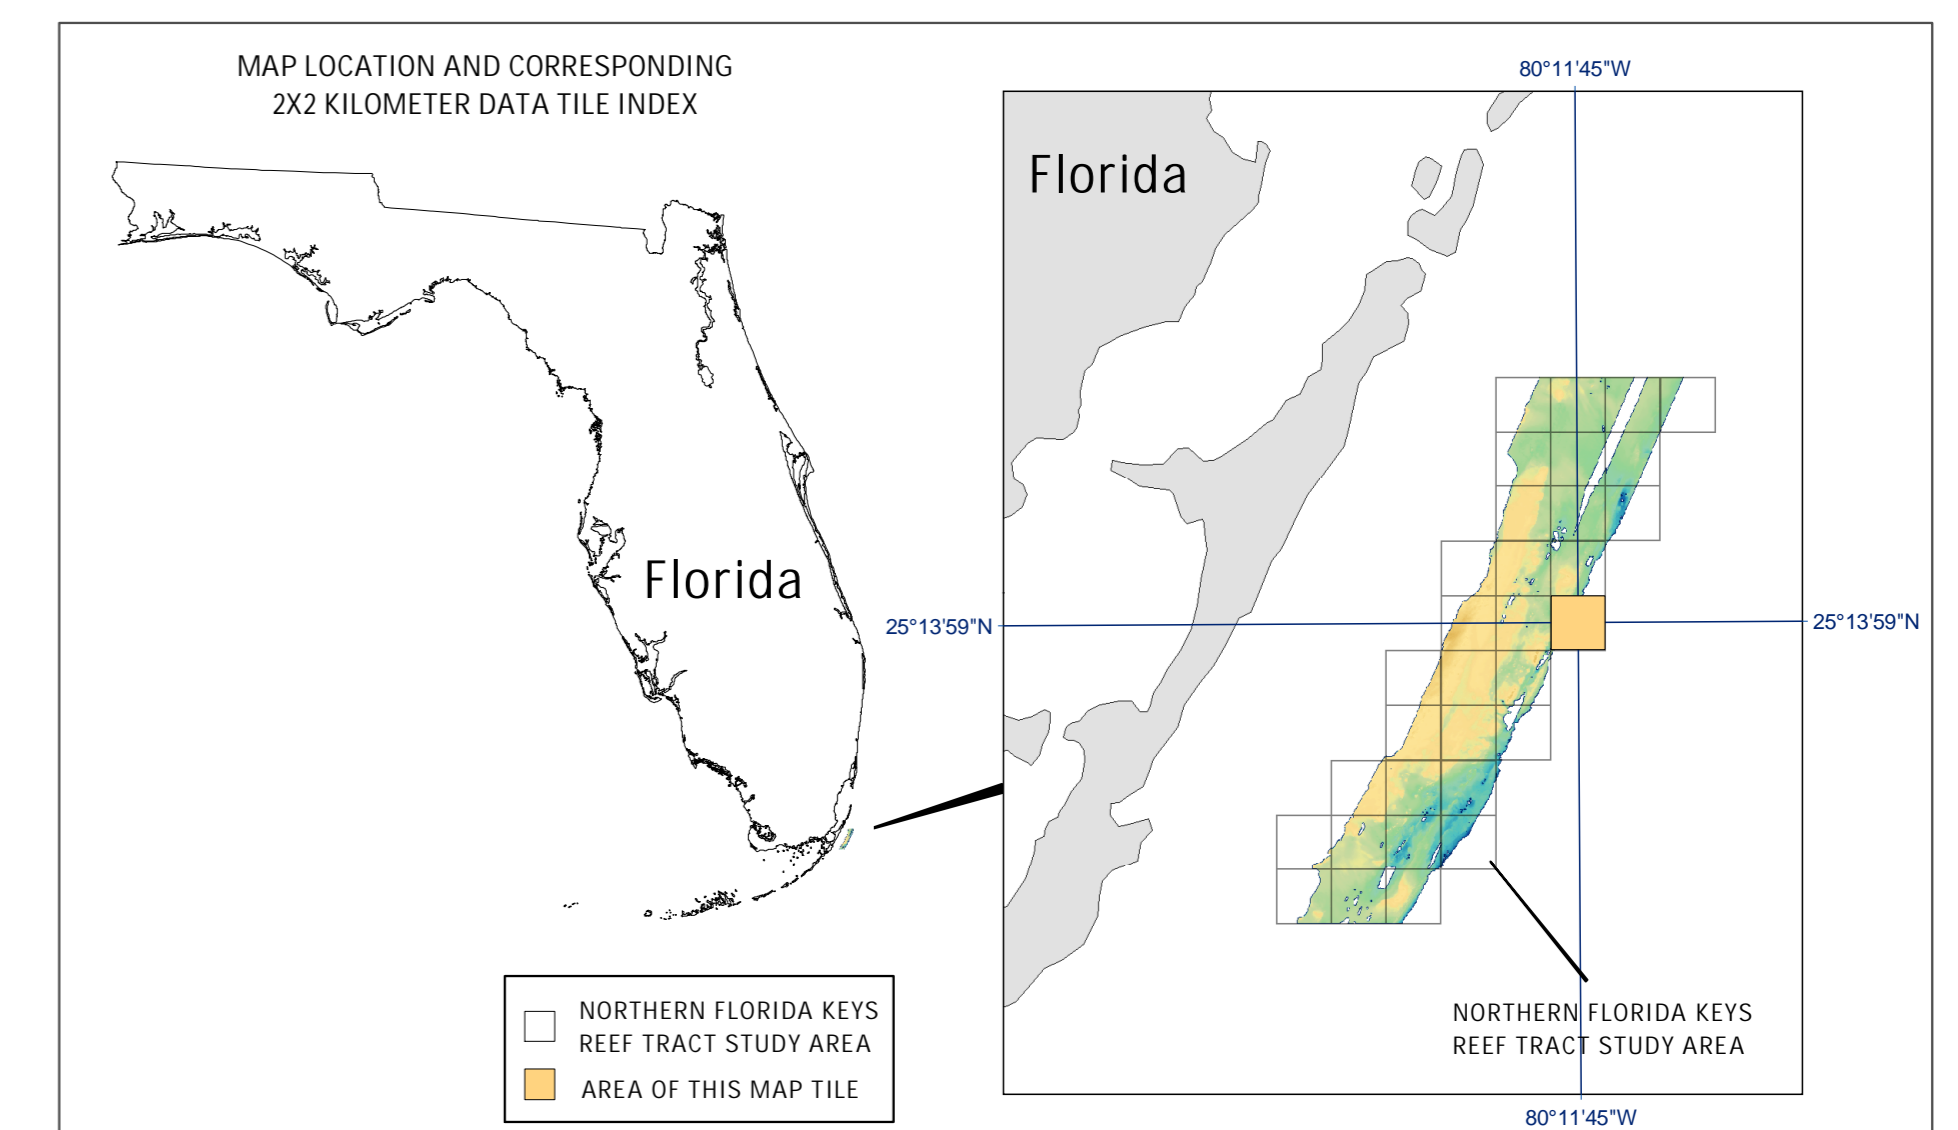 MAP LOCATION AND CORRESPONDING
2X2 KILOMETER DATA TILE INDEX
Florida
NORTHERN FLORIDA KEYS
REEF TRACT STUDY AREA
AREA OF THIS MAP TILE
80°11'45"W
Florida
25°13'59"N
25°13'59"N
NORTHERN FLORIDA KEYS
REEF TRACT STUDY AREA
80°11'45"W